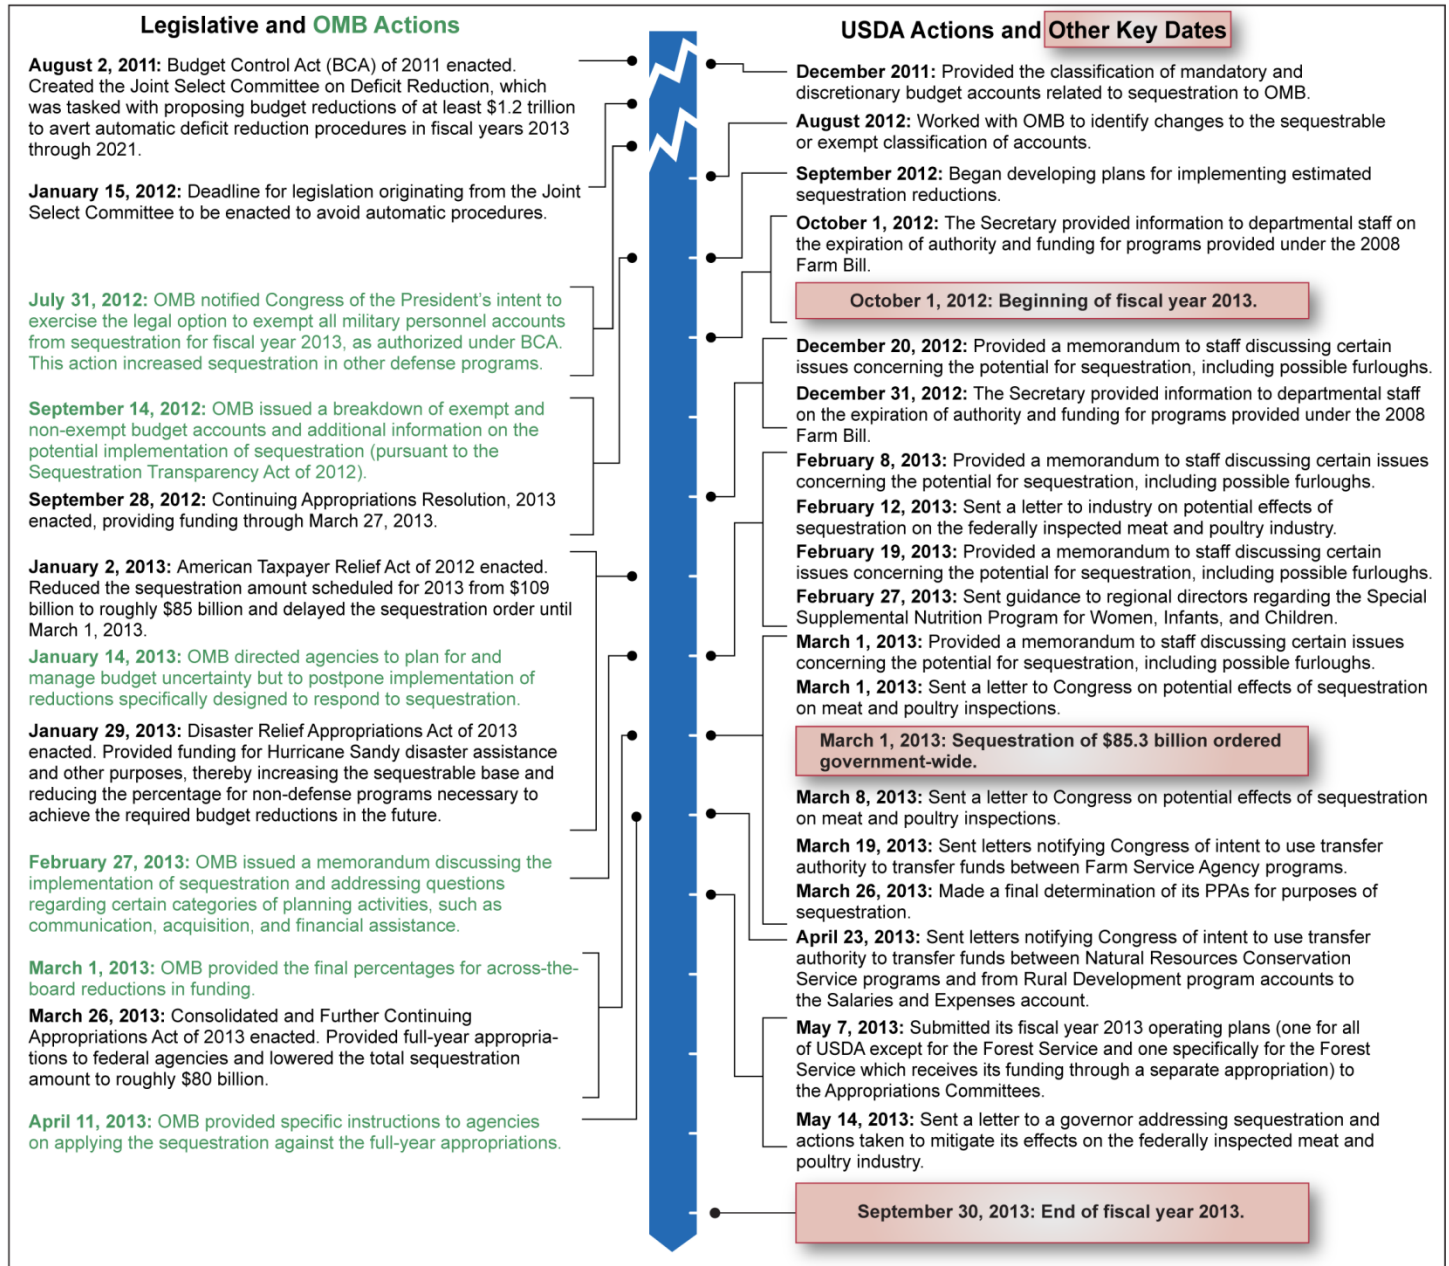 Legislative and OMB Actions
August 2, 2011: Budget Control Act (BCA) of 2011 enacted.
Created the Joint Select Committee on Deficit Reduction, which
was tasked with proposing budget reductions of at least $1.2 trillion
to avert automatic deficit reduction procedures in fiscal years 2013
through 2021.
January 15, 2012: Deadline for legislation originating from the Joint
Select Committee to be enacted to avoid automatic procedures.
July 31, 2012: OMB notified Congress of the President's intent to
exercise the legal option to exempt all military personnel accounts
from sequestration for fiscal year 2013, as authorized under BCA.
This action increased sequestration in other defense programs.
September 14, 2012: OMB issued a breakdown of exempt and
non-exempt budget accounts and additional information on the
potential implementation of sequestration (pursuant to the
Sequestration Transparency Act of 2012).
September 28, 2012: Continuing Appropriations Resolution, 2013
enacted, providing funding through March 27, 2013.
January 2, 2013: American Taxpayer Relief Act of 2012 enacted.
Reduced the sequestration amount scheduled for 2013 from $109
billion to roughly $85 billion and delayed the sequestration order until
March 1, 2013.
January 14, 2013: OMB directed agencies to plan for and
manage budget uncertainty but to postpone implementation of
reductions specifically designed to respond to sequestration.
January 29, 2013: Disaster Relief Appropriations Act of 2013
enacted. Provided funding for Hurricane Sandy disaster assistance
and other purposes, thereby increasing the sequestrable base and
reducing the percentage for non-defense programs necessary to
achieve the required budget reductions in the future.
February 27, 2013: OMB issued a memorandum discussing the
implementation of sequestration and addressing questions
regarding certain categories of planning activities, such as
communication, acquisition, and financial assistance.
March 1, 2013: OMB provided the final percentages for across-the-
board reductions in funding.
March 26, 2013: Consolidated and Further Continuing
Appropriations Act of 2013 enacted. Provided full-year appropria-
tions to federal agencies and lowered the total sequestration
amount to roughly $80 billion.
April 11, 2013: OMB provided specific instructions to agencies
on applying the sequestration against the full-year appropriations.
USDA Actions and Other Key Dates
December 2011: Provided the classification of mandatory and
discretionary budget accounts related to sequestration to OMB.
August 2012: Worked with OMB to identify changes to the sequestrable
or exempt classification of accounts.
September 2012: Began developing plans for implementing estimated
sequestration reductions.
October 1, 2012: The Secretary provided information to departmental staff on
the expiration of authority and funding for programs provided under the 2008
Farm Bill.
October 1, 2012: Beginning of fiscal year 2013.
December 20, 2012: Provided a memorandum to staff discussing certain
issues concerning the potential for sequestration, including possible furloughs.
December 31, 2012: The Secretary provided information to departmental staff
on the expiration of authority and funding for programs provided under the 2008
Farm Bill.
February 8, 2013: Provided a memorandum to staff discussing certain issues
concerning the potential for sequestration, including possible furloughs.
February 12, 2013: Sent a letter to industry on potential effects of
sequestration on the federally inspected meat and poultry industry.
February 19, 2013: Provided a memorandum to staff discussing certain
issues concerning the potential for sequestration, including possible furloughs.
February 27, 2013: Sent guidance to regional directors regarding the Special
Supplemental Nutrition Program for Women, Infants, and Children.
March 1, 2013: Provided a memorandum to staff discussing certain issues
concerning the potential for sequestration, including possible furloughs.
March 1, 2013: Sent a letter to Congress on potential effects of sequestration
on meat and poultry inspections.
March 1, 2013: Sequestration of $85.3 billion ordered
government-wide.
March 8, 2013: Sent a letter to Congress on potential effects of sequestration
on meat and poultry inspections.
March 19, 2013: Sent letters notifying Congress of intent to use transfer
authority to transfer funds between Farm Service Agency programs.
March 26, 2013: Made a final determination of its PPAs for purposes of
sequestration.
April 23, 2013: Sent letters notifying Congress of intent to use transfer
authority to transfer funds between Natural Resources Conservation
Service programs and from Rural Development program accounts to
the Salaries and Expenses account.
May 7, 2013: Submitted its fiscal year 2013 operating plans (one for all
of USDA except for the Forest Service and one specifically for the Forest
Service which receives its funding through a separate appropriation) to
the Appropriations Committees.
May 14, 2013: Sent a letter to a governor addressing sequestration and
actions taken to mitigate its effects on the federally inspected meat and
poultry industry.
September 30, 2013: End of fiscal year 2013.